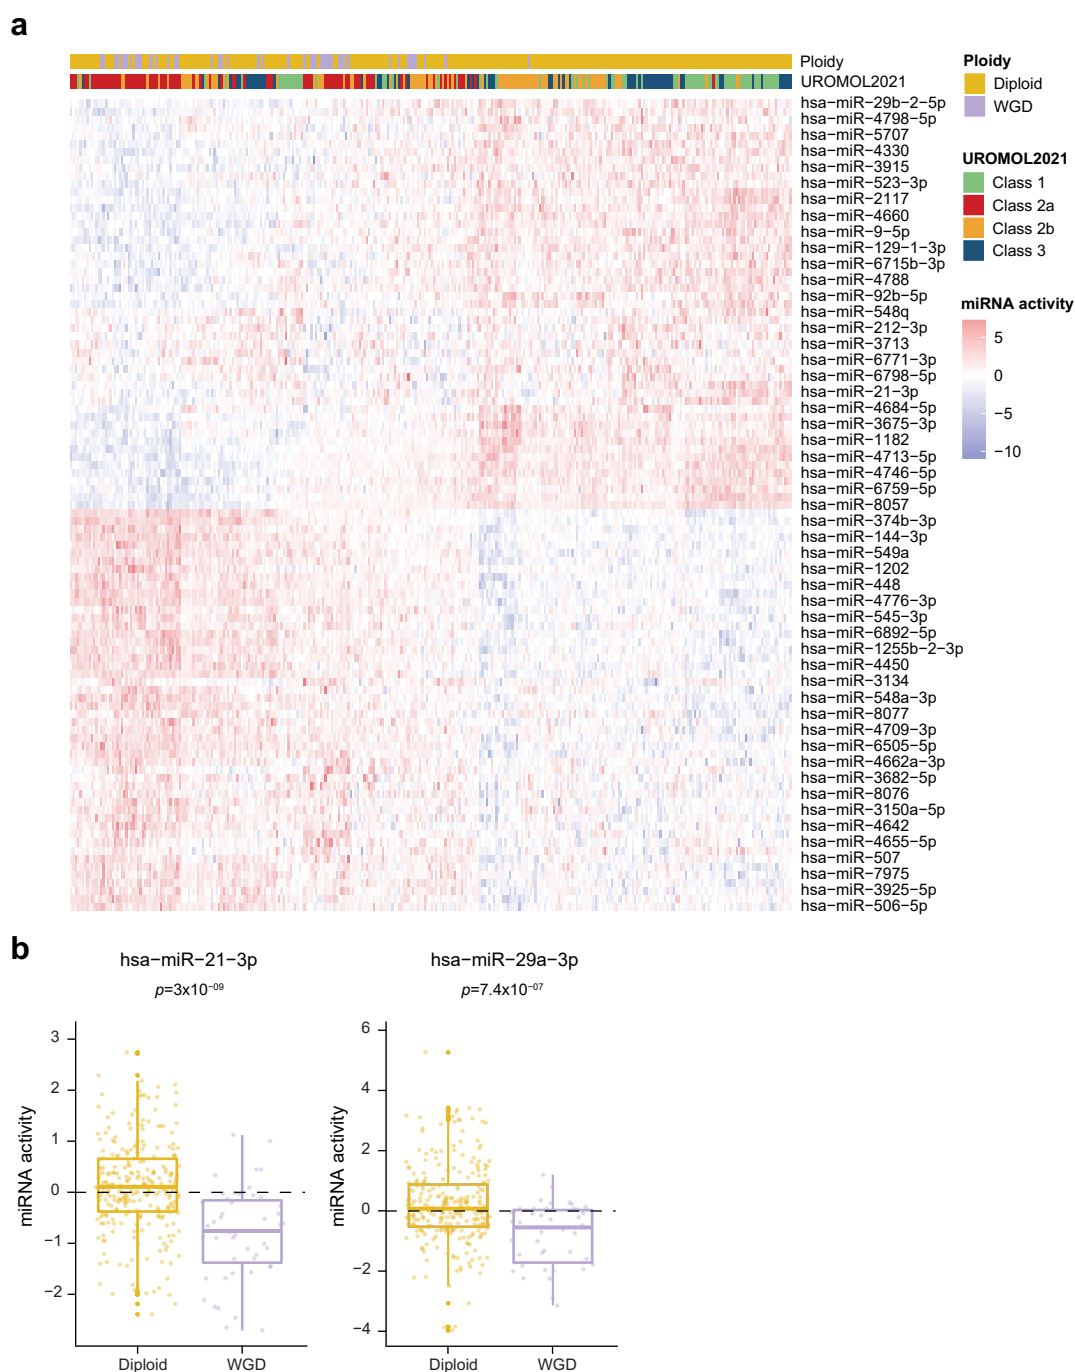 a
Ploidy
UROMOL2021
hsa−miR−29b−2−5p
hsa−miR−4798−5p
hsa−miR−5707
hsa−miR−4330
hsa−miR−3915
hsa−miR−523−3p
hsa−miR−2117
hsa−miR−4660
hsa−miR−9−5p
hsa−miR−129−1−3p
hsa−miR−6715b−3p
hsa−miR−4788
hsa−miR−92b−5p
hsa−miR−548q
hsa−miR−212−3p
hsa−miR−3713
hsa−miR−6771−3p
hsa−miR−6798−5p
hsa−miR−21−3p
hsa−miR−4684−5p
hsa−miR−3675−3p
hsa−miR−1182
hsa−miR−4713−5p
hsa−miR−4746−5p
hsa−miR−6759−5p
hsa−miR−8057
hsa−miR−374b−3p
hsa−miR−144−3p
hsa−miR−549a
hsa−miR−1202
hsa−miR−448
hsa−miR−4776−3p
hsa−miR−545−3p
hsa−miR−6892−5p
hsa−miR−1255b−2−3p
hsa−miR−4450
hsa−miR−3134
hsa−miR−548a−3p
hsa−miR−8077
hsa−miR−4709−3p
hsa−miR−6505−5p
hsa−miR−4662a−3p
hsa−miR−3682−5p
hsa−miR−8076
hsa−miR−3150a−5p
hsa−miR−4642
hsa−miR−4655−5p
hsa−miR−507
hsa−miR−7975
hsa−miR−3925−5p
hsa−miR−506−5p
Ploidy
Diploid
WGD
UROMOL2021
Class 1
Class 2a
Class 2b
Class 3
miRNA activity
5
0
−5
−10
b
hsa−miR−21−3p
p=3x10⁻⁰⁹
miRNA activity
3
2
1
0
−1
−2
Diploid
WGD
hsa−miR−29a−3p
p=7.4x10⁻⁰⁷
miRNA activity
6
4
2
0
−2
−4
Diploid
WGD